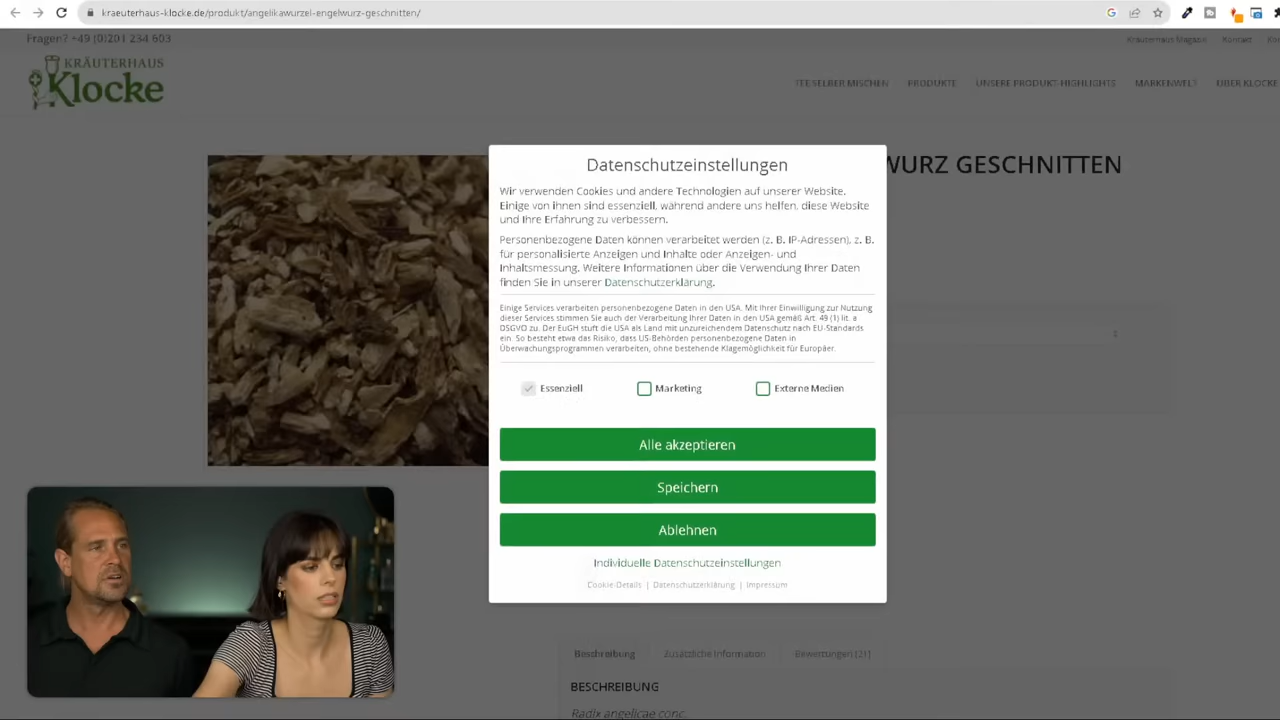 kraeuterhaus-klocke.de/produkt/angelikawurzel-engelwurz-geschnitten/
Fragen? +49 (0)201 234 603
Kräuterhaus Magazin Kontakt
KRÄUTERHAUS
Klocke
SELBER MISCHEN PRODUKTE UNSERE PRODUKT-HIGHLIGHTS MARKENWELT ÜBER KLOCKE
WURZ GESCHNITTEN
Datenschutzeinstellungen
Wir verwenden Cookies und andere Technologien auf unserer Website.
Einige von ihnen sind essenziell, während andere uns helfen, diese Website
und Ihre Erfahrung zu verbessern.
Personenbezogene Daten können verarbeitet werden (z. B. IP-Adressen), z. B.
für personalisierte Anzeigen und Inhalte oder Anzeigen- und
Inhaltsmessung. Weitere Informationen über die Verwendung Ihrer Daten
finden Sie in unserer Datenschutzerklärung.
Einige Services verarbeiten personenbezogene Daten in den USA. Mit Ihrer Einwilligung zur Nutzung
dieser Services stimmen Sie auch der Verarbeitung Ihrer Daten in den USA gemäß Art. 49 (1) lit. a
DSGVO zu. Der EuGH stuft die USA als Land mit unzureichendem Datenschutz nach EU-Standards
ein. So besteht etwa das Risiko, dass US-Behörden personenbezogene Daten in
Überwachungsprogrammen verarbeiten, ohne bestehende Klagemöglichkeit für Europäer.
Essenziell Marketing Externe Medien
Alle akzeptieren
Speichern
Ablehnen
Individuelle Datenschutzeinstellungen
Cookie-Details | Datenschutzerklärung | Impressum
Beschreibung Zusätzliche Information Bewertungen (21)
BESCHREIBUNG
Radix angelicae conc.